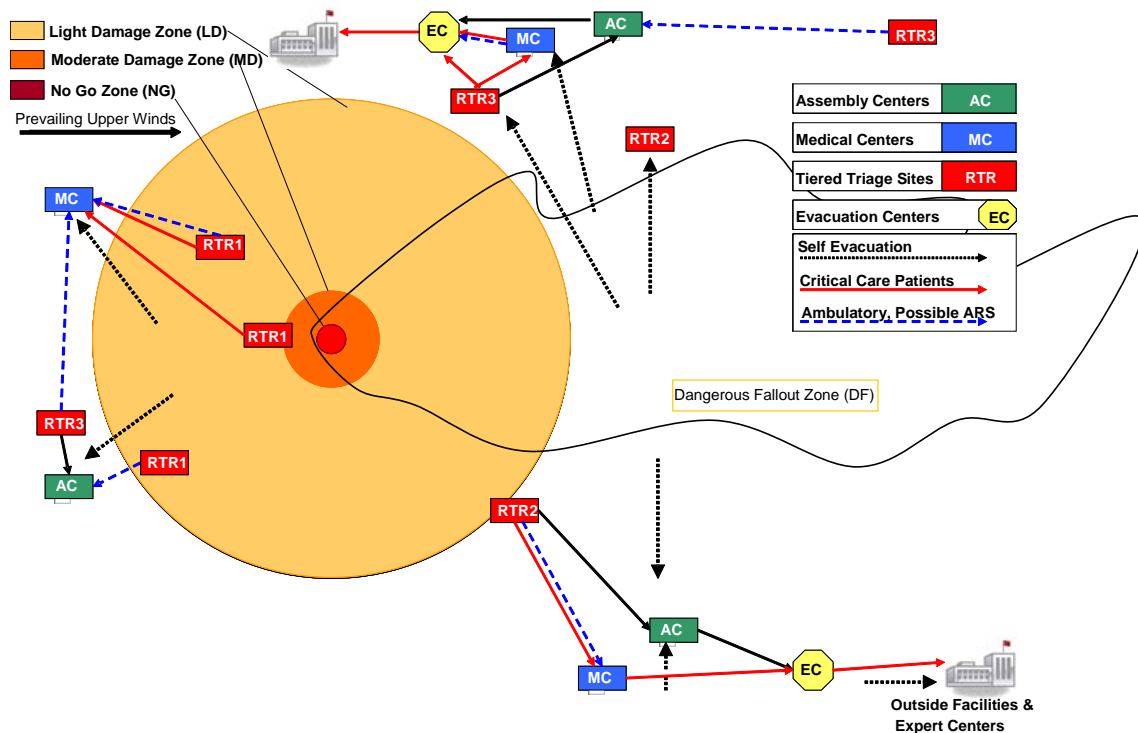 Light Damage Zone (LD)
Moderate Damage Zone (MD)
No Go Zone (NG)
Prevailing Upper Winds
EC
MC
AC
RTR3
RTR3
RTR2
Assembly Centers AC
Medical Centers MC
Tiered Triage Sites RTR
Evacuation Centers EC
Self Evacuation
Critical Care Patients
Ambulatory, Possible ARS
MC
RTR1
RTR1
RTR3
RTR1
AC
Dangerous Fallout Zone (DF)
RTR2
AC
MC
EC
Outside Facilities &
Expert Centers